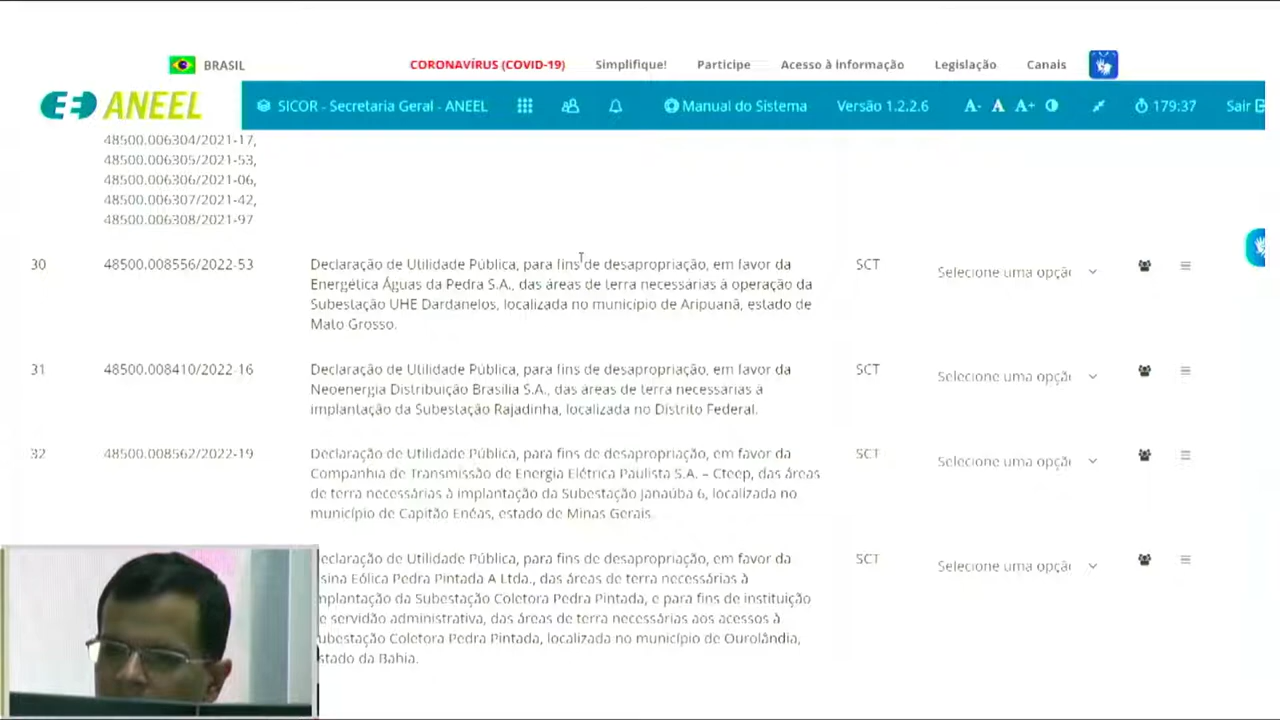 BRASIL
CORONAVÍRUS (COVID-19) Simplifique! Participe Acesso à informação Legislação Canais
ANEEL
SICOR - Secretaria Geral - ANEEL Manual do Sistema Versão 1.2.2.6 A- A A+ 179:37 Sair
48500.006304/2021-17,
48500.006305/2021-53,
48500.006306/2021-06,
48500.006307/2021-42,
48500.006308/2021-97
30 48500.008556/2022-53 Declaração de Utilidade Pública, para fins de desapropriação, em favor da SCT Selecione uma opçã
Energética Águas da Pedra S.A., das áreas de terra necessárias à operação da
Subestação UHE Dardanelos, localizada no município de Aripuanã, estado de
Mato Grosso.
31 48500.008410/2022-16 Declaração de Utilidade Pública, para fins de desapropriação, em favor da SCT Selecione uma opçã
Neoenergia Distribuição Brasília S.A., das áreas de terra necessárias à
implantação da Subestação Rajadinha, localizada no Distrito Federal.
32 48500.008562/2022-19 Declaração de Utilidade Pública, para fins de desapropriação, em favor da SCT Selecione uma opçã
Companhia de Transmissão de Energia Elétrica Paulista S.A. – Cteep, das áreas
de terra necessárias à implantação da Subestação Janaúba 6, localizada no
município de Capitão Enéas, estado de Minas Gerais.
eclaração de Utilidade Pública, para fins de desapropriação, em favor da SCT Selecione uma opçã
sina Eólica Pedra Pintada A Ltda., das áreas de terra necessárias à
mplantação da Subestação Coletora Pedra Pintada, e para fins de instituição
e servidão administrativa, das áreas de terra necessárias aos acessos à
ubestação Coletora Pedra Pintada, localizada no município de Ourolândia,
stado da Bahia.